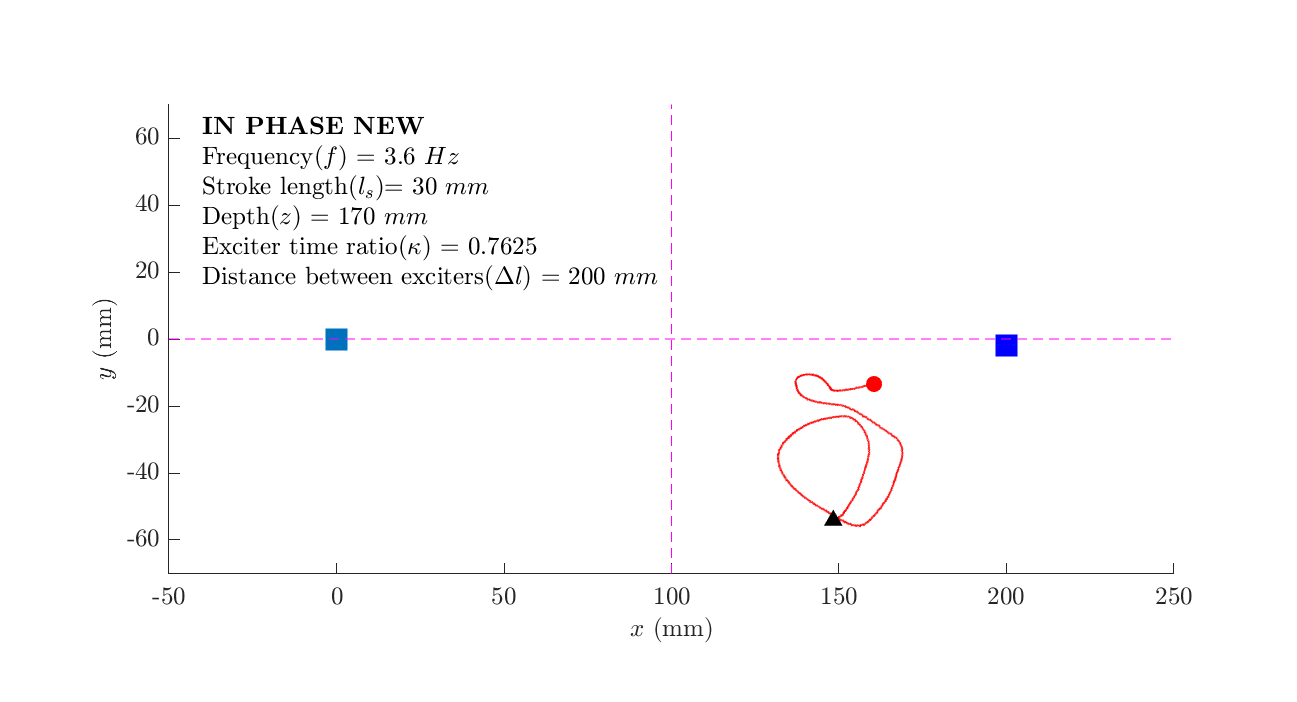 IN PHASE NEW
Frequency(f) = 3.6 Hz
Stroke length(lₛ)= 30 mm
Depth(z) = 170 mm
Exciter time ratio(κ) = 0.7625
Distance between exciters(Δl) = 200 mm
60
40
20
0
-20
-40
-60
y (mm)
-50 0 50 100 150 200 250
x (mm)